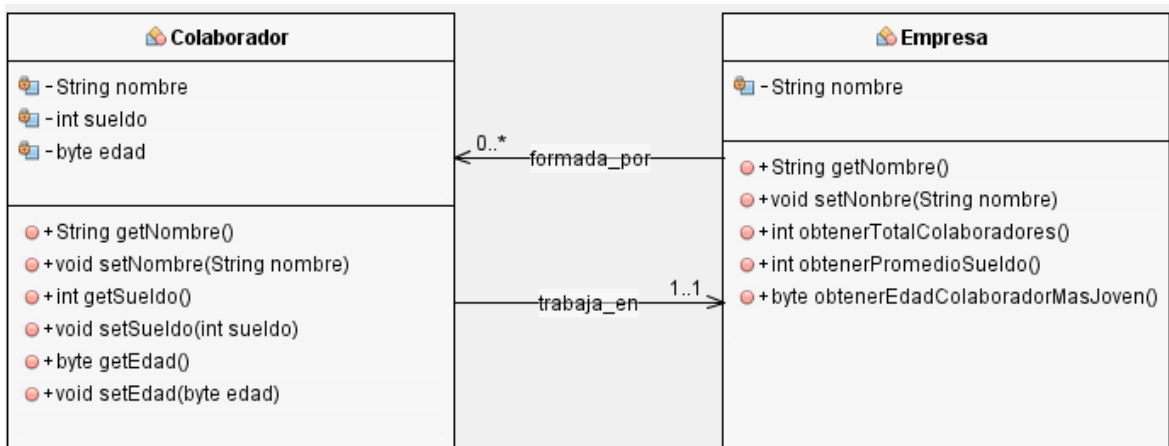 Colaborador
- String nombre
- int sueldo
- byte edad
+ String getNombre()
+ void setNombre(String nombre)
+ int getSueldo()
+ void setSueldo(int sueldo)
+ byte getEdad()
+ void setEdad(byte edad)
0..*
formada_por
1..1
trabaja_en
Empresa
- String nombre
+ String getNombre()
+ void setNonbre(String nombre)
+ int obtenerTotalColaboradores()
+ int obtenerPromedioSueldo()
+ byte obtenerEdadColaboradorMasJoven()